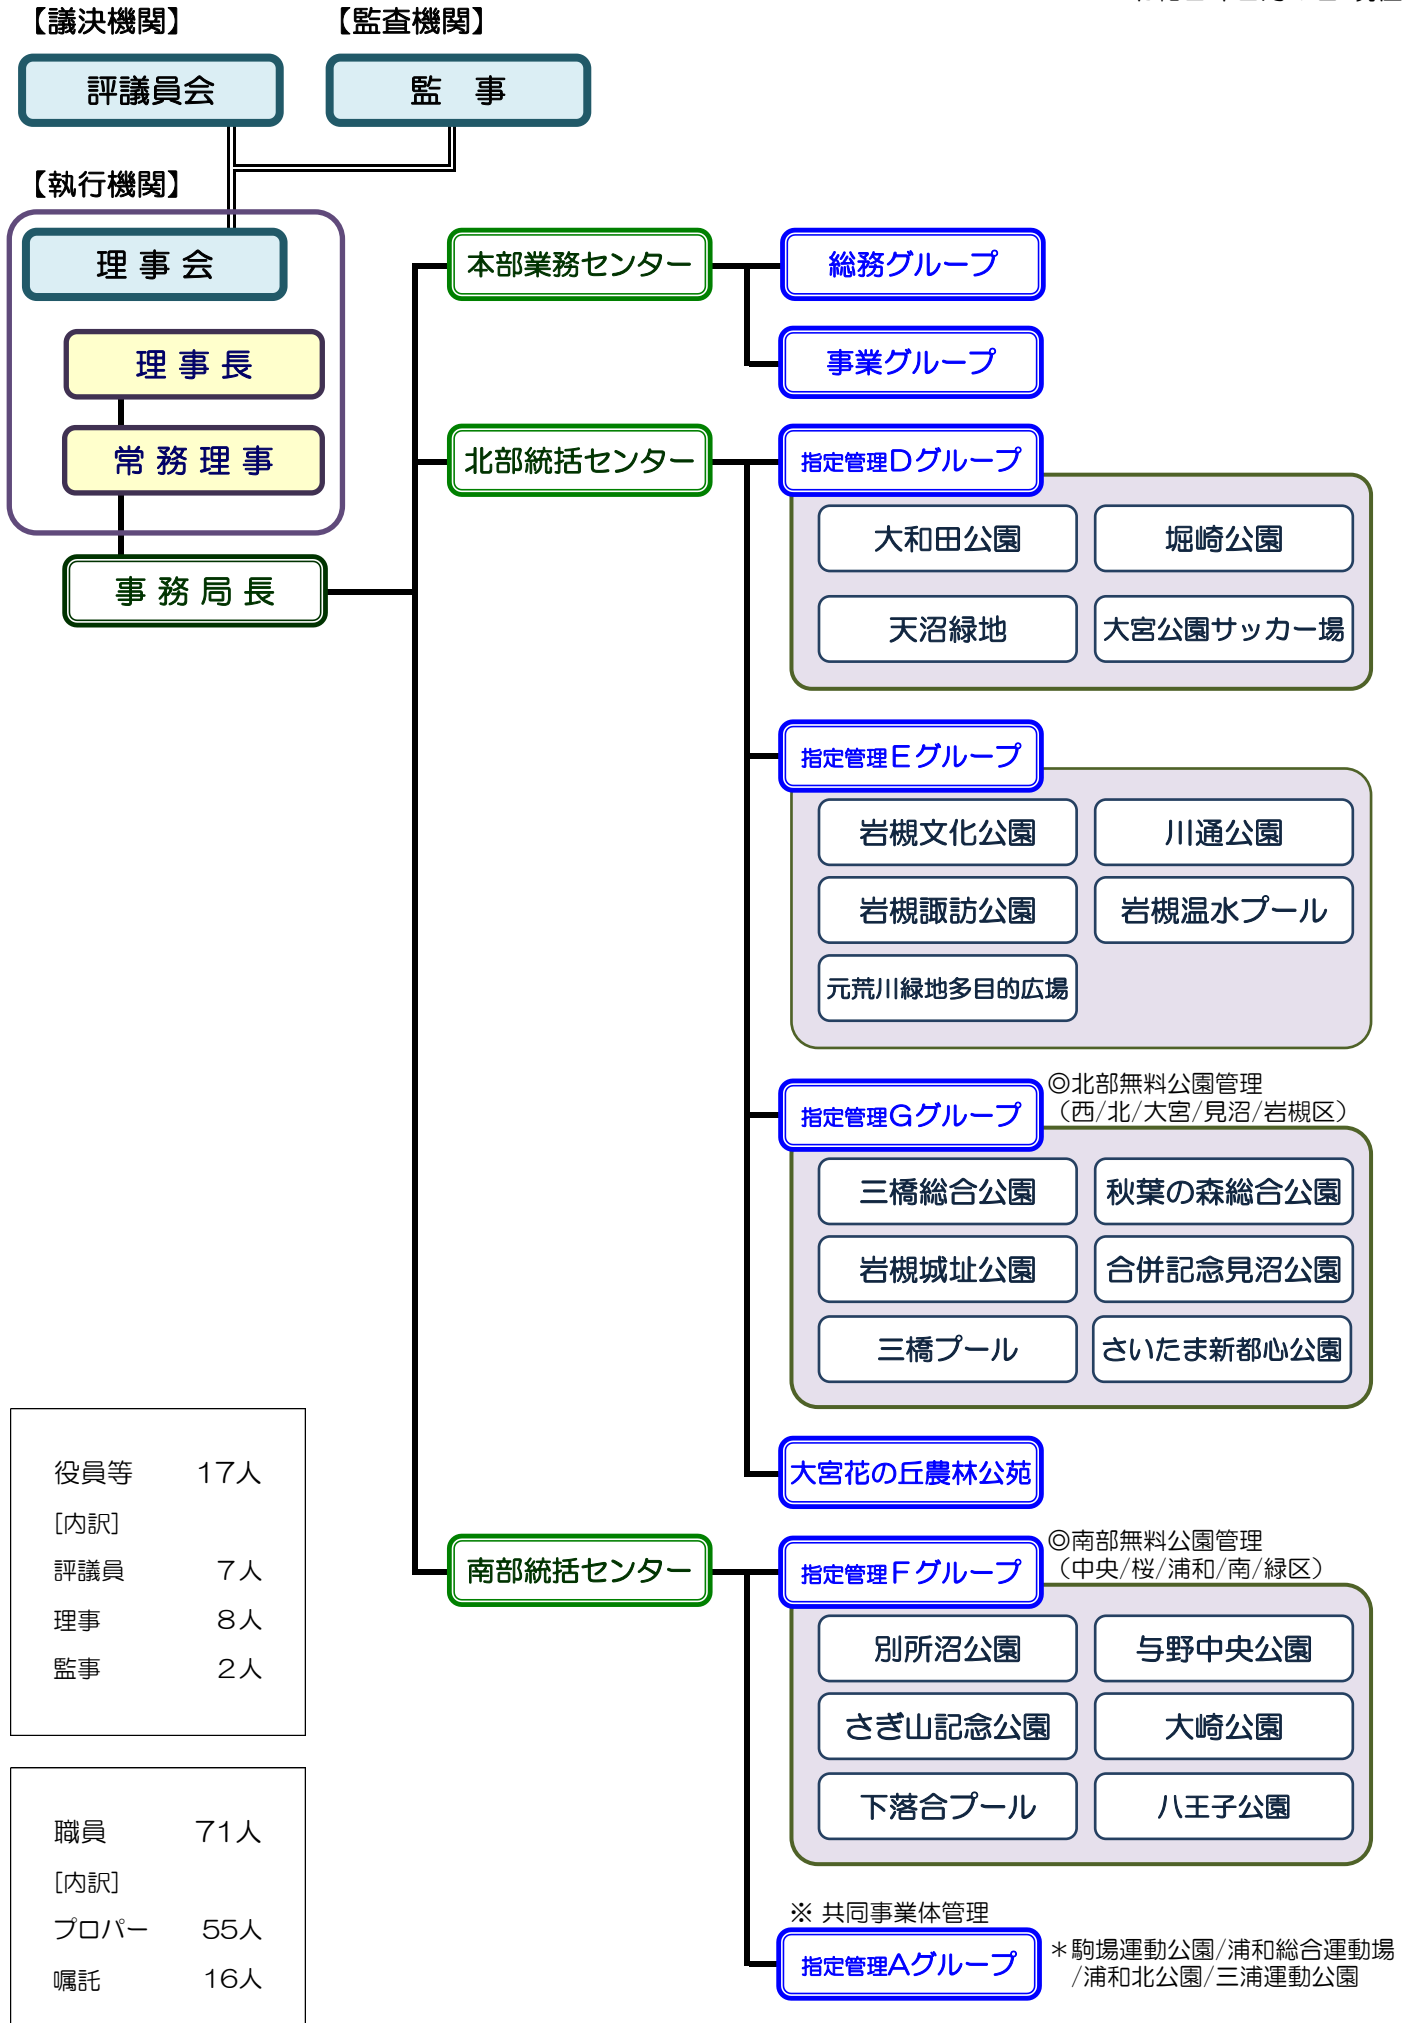 【議決機関】
【監査機関】
評議員会
監　事
【執行機関】
理 事 会
理 事 長
常 務 理 事
事 務 局 長
本部業務センター
総務グループ
事業グループ
北部統括センター
指定管理Dグループ
大和田公園
堀崎公園
天沼緑地
大宮公園サッカー場
指定管理Eグループ
岩槻文化公園
川通公園
岩槻諏訪公園
岩槻温水プール
元荒川緑地多目的広場
指定管理Gグループ
◎北部無料公園管理
（西/北/大宮/見沼/岩槻区）
三橋総合公園
秋葉の森総合公園
岩槻城址公園
合併記念見沼公園
三橋プール
さいたま新都心公園
大宮花の丘農林公苑
南部統括センター
指定管理Fグループ
◎南部無料公園管理
（中央/桜/浦和/南/緑区）
別所沼公園
与野中央公園
さぎ山記念公園
大崎公園
下落合プール
八王子公園
※ 共同事業体管理
指定管理Aグループ
＊駒場運動公園/浦和総合運動場
/浦和北公園/三浦運動公園
役員等　17人
[内訳]
評議員　7人
理事　8人
監事　2人
職員　71人
[内訳]
プロパー　55人
嘱託　16人